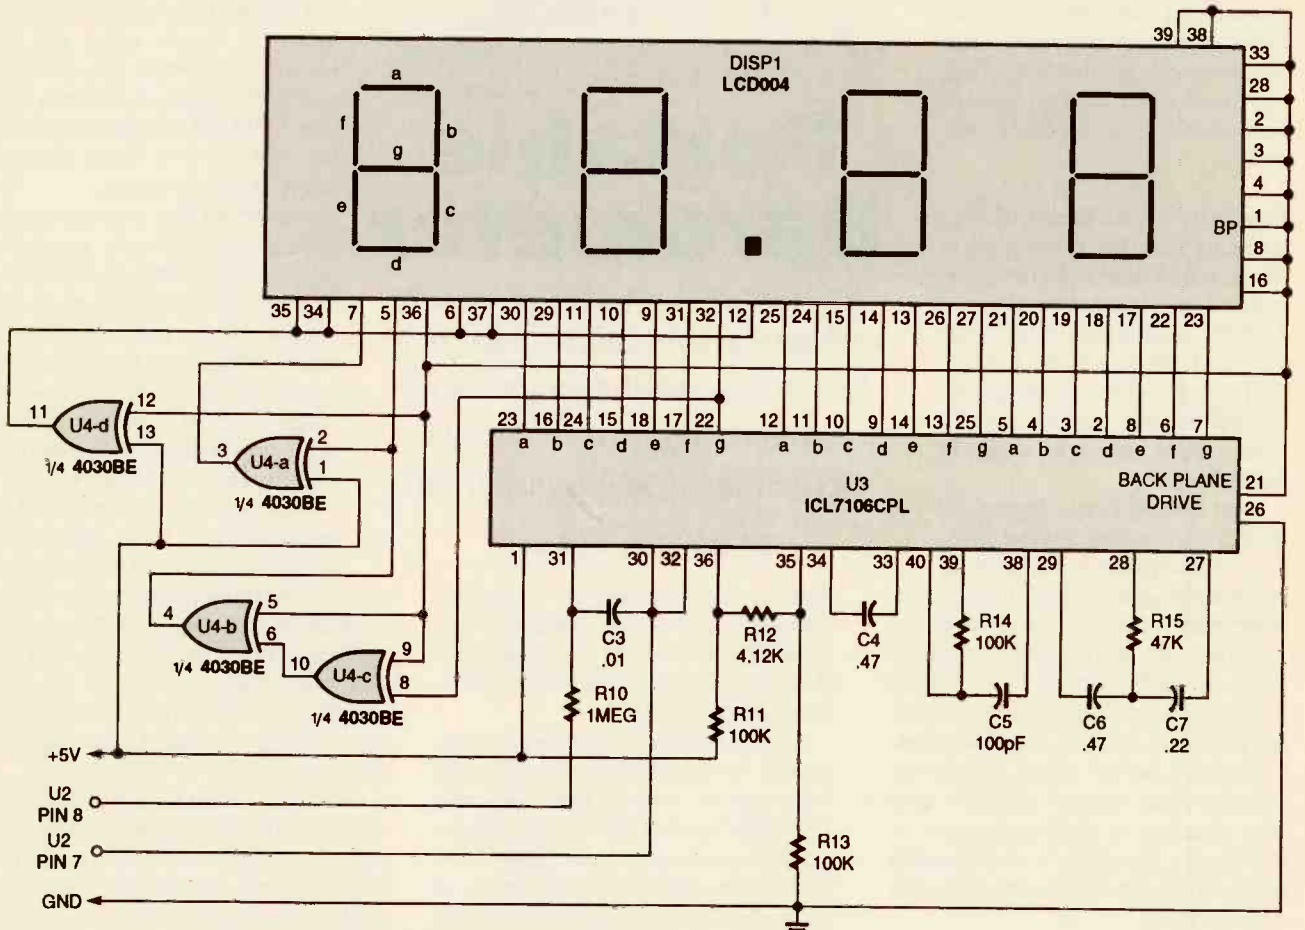 39 38
DISP1
LCD004
33
28
2
3
4
1
BP
8
16
a
f
b
g
e
c
d
35 34 7 5 36 6 37 30 29 11 10 9 31 32 12 25 24 15 14 13 26 27 21 20 19 18 17 22 23
11
U4-d
12
13
1/4 4030BE
3
U4-a
2
1
1/4 4030BE
23 16 24 15 18 17 22 12 11 10 9 14 13 25 5 4 3 2 8 6 7
a b c d e f g a b c d e f g a b c d e f g
U3
ICL7106CPL
BACK PLANE
DRIVE
21
26
1 31 30 32 36 35 34 33 40 39 38 29 28 27
4
U4-b
5
6
1/4 4030BE
10
U4-c
9
8
1/4 4030BE
C3
.01
R12
4.12K
C4
.47
R14
100K
R15
47K
R10
1MEG
R11
100K
C5
100pF
C6
.47
C7
.22
+5V
U2
PIN 8
U2
PIN 7
R13
100K
GND